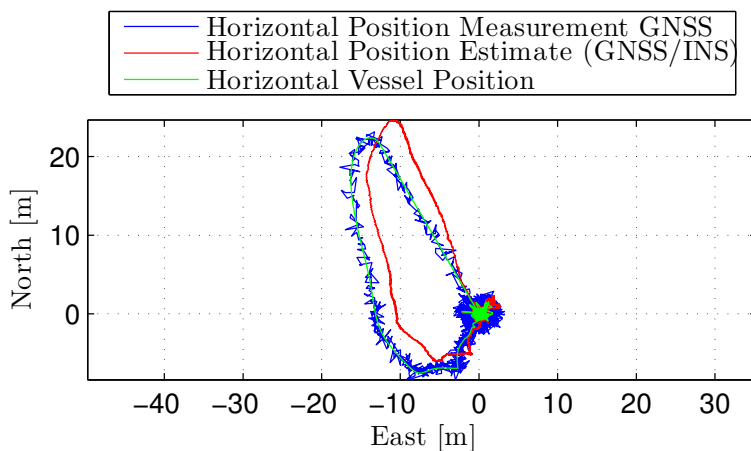 Horizontal Position Measurement GNSS
Horizontal Position Estimate (GNSS/INS)
Horizontal Vessel Position
20
10
0
North [m]
−40 −30 −20 −10 0 10 20 30
East [m]